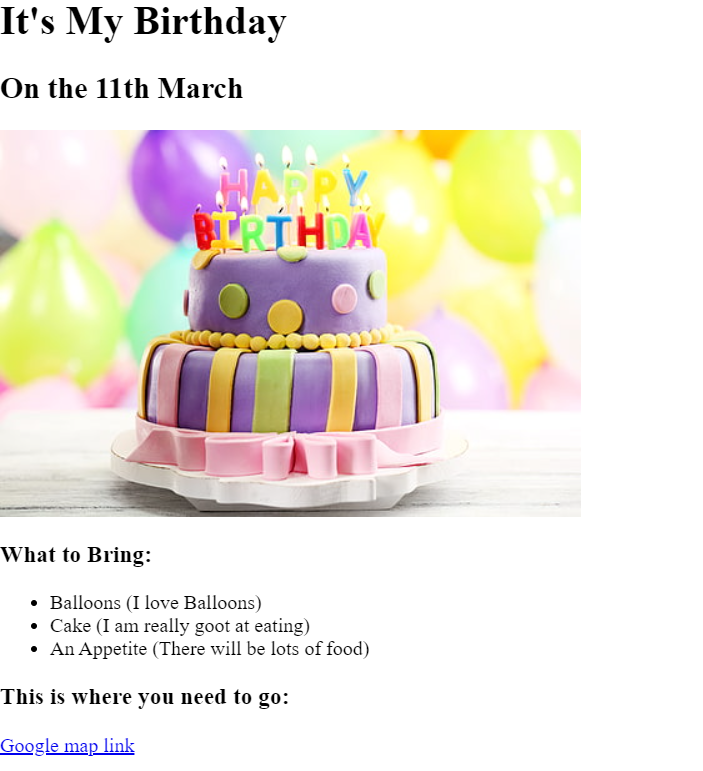 It's My Birthday
On the 11th March
HAPPY
BIRTHDAY
What to Bring:
Balloons (I love Balloons)
Cake (I am really goot at eating)
An Appetite (There will be lots of food)
This is where you need to go:
Google map link